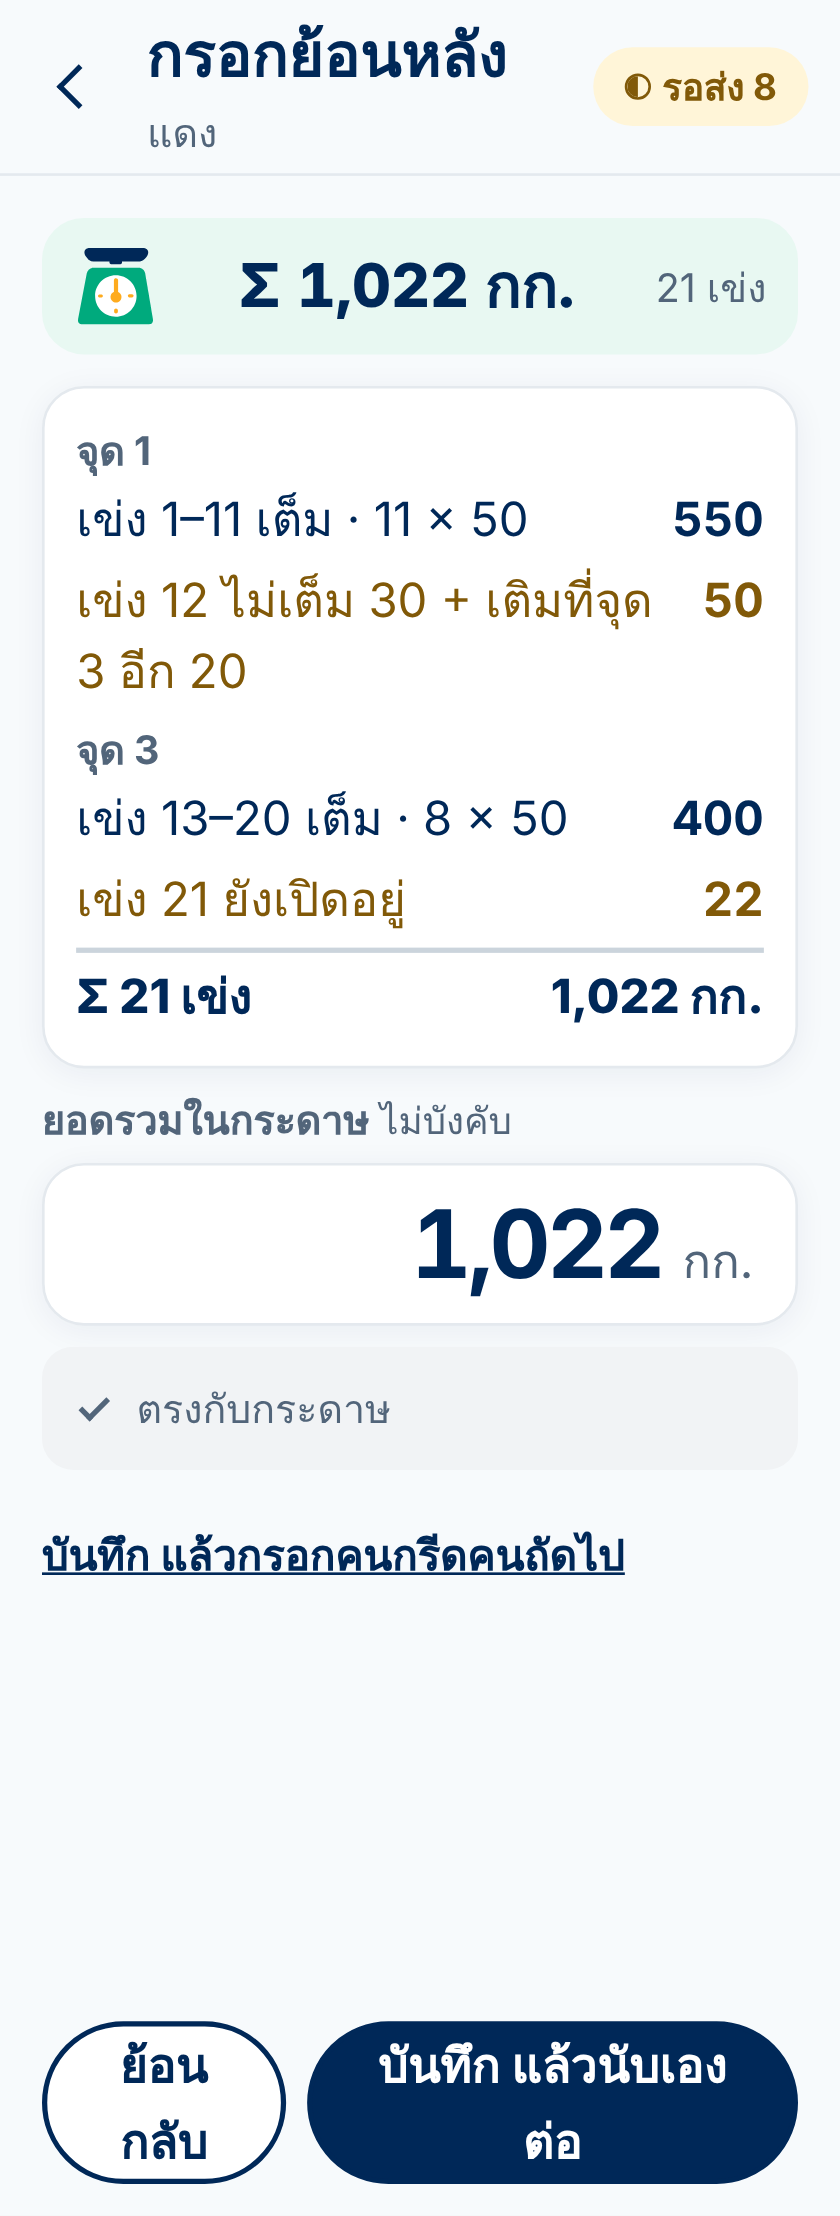 กรอกย้อนหลัง
แดง
รอส่ง 8
Σ 1,022 กก.
21 เข่ง
จุด 1
เข่ง 1–11 เต็ม · 11 × 50 550
เข่ง 12 ไม่เต็ม 30 + เติมที่จุด 50
3 อีก 20
จุด 3
เข่ง 13–20 เต็ม · 8 × 50 400
เข่ง 21 ยังเปิดอยู่ 22
Σ 21 เข่ง 1,022 กก.
ยอดรวมในกระดาษ ไม่บังคับ
1,022 กก.
ตรงกับกระดาษ
บันทึก แล้วกรอกคนกรีดคนถัดไป
ย้อน
กลับ
บันทึก แล้วนับเอง
ต่อ